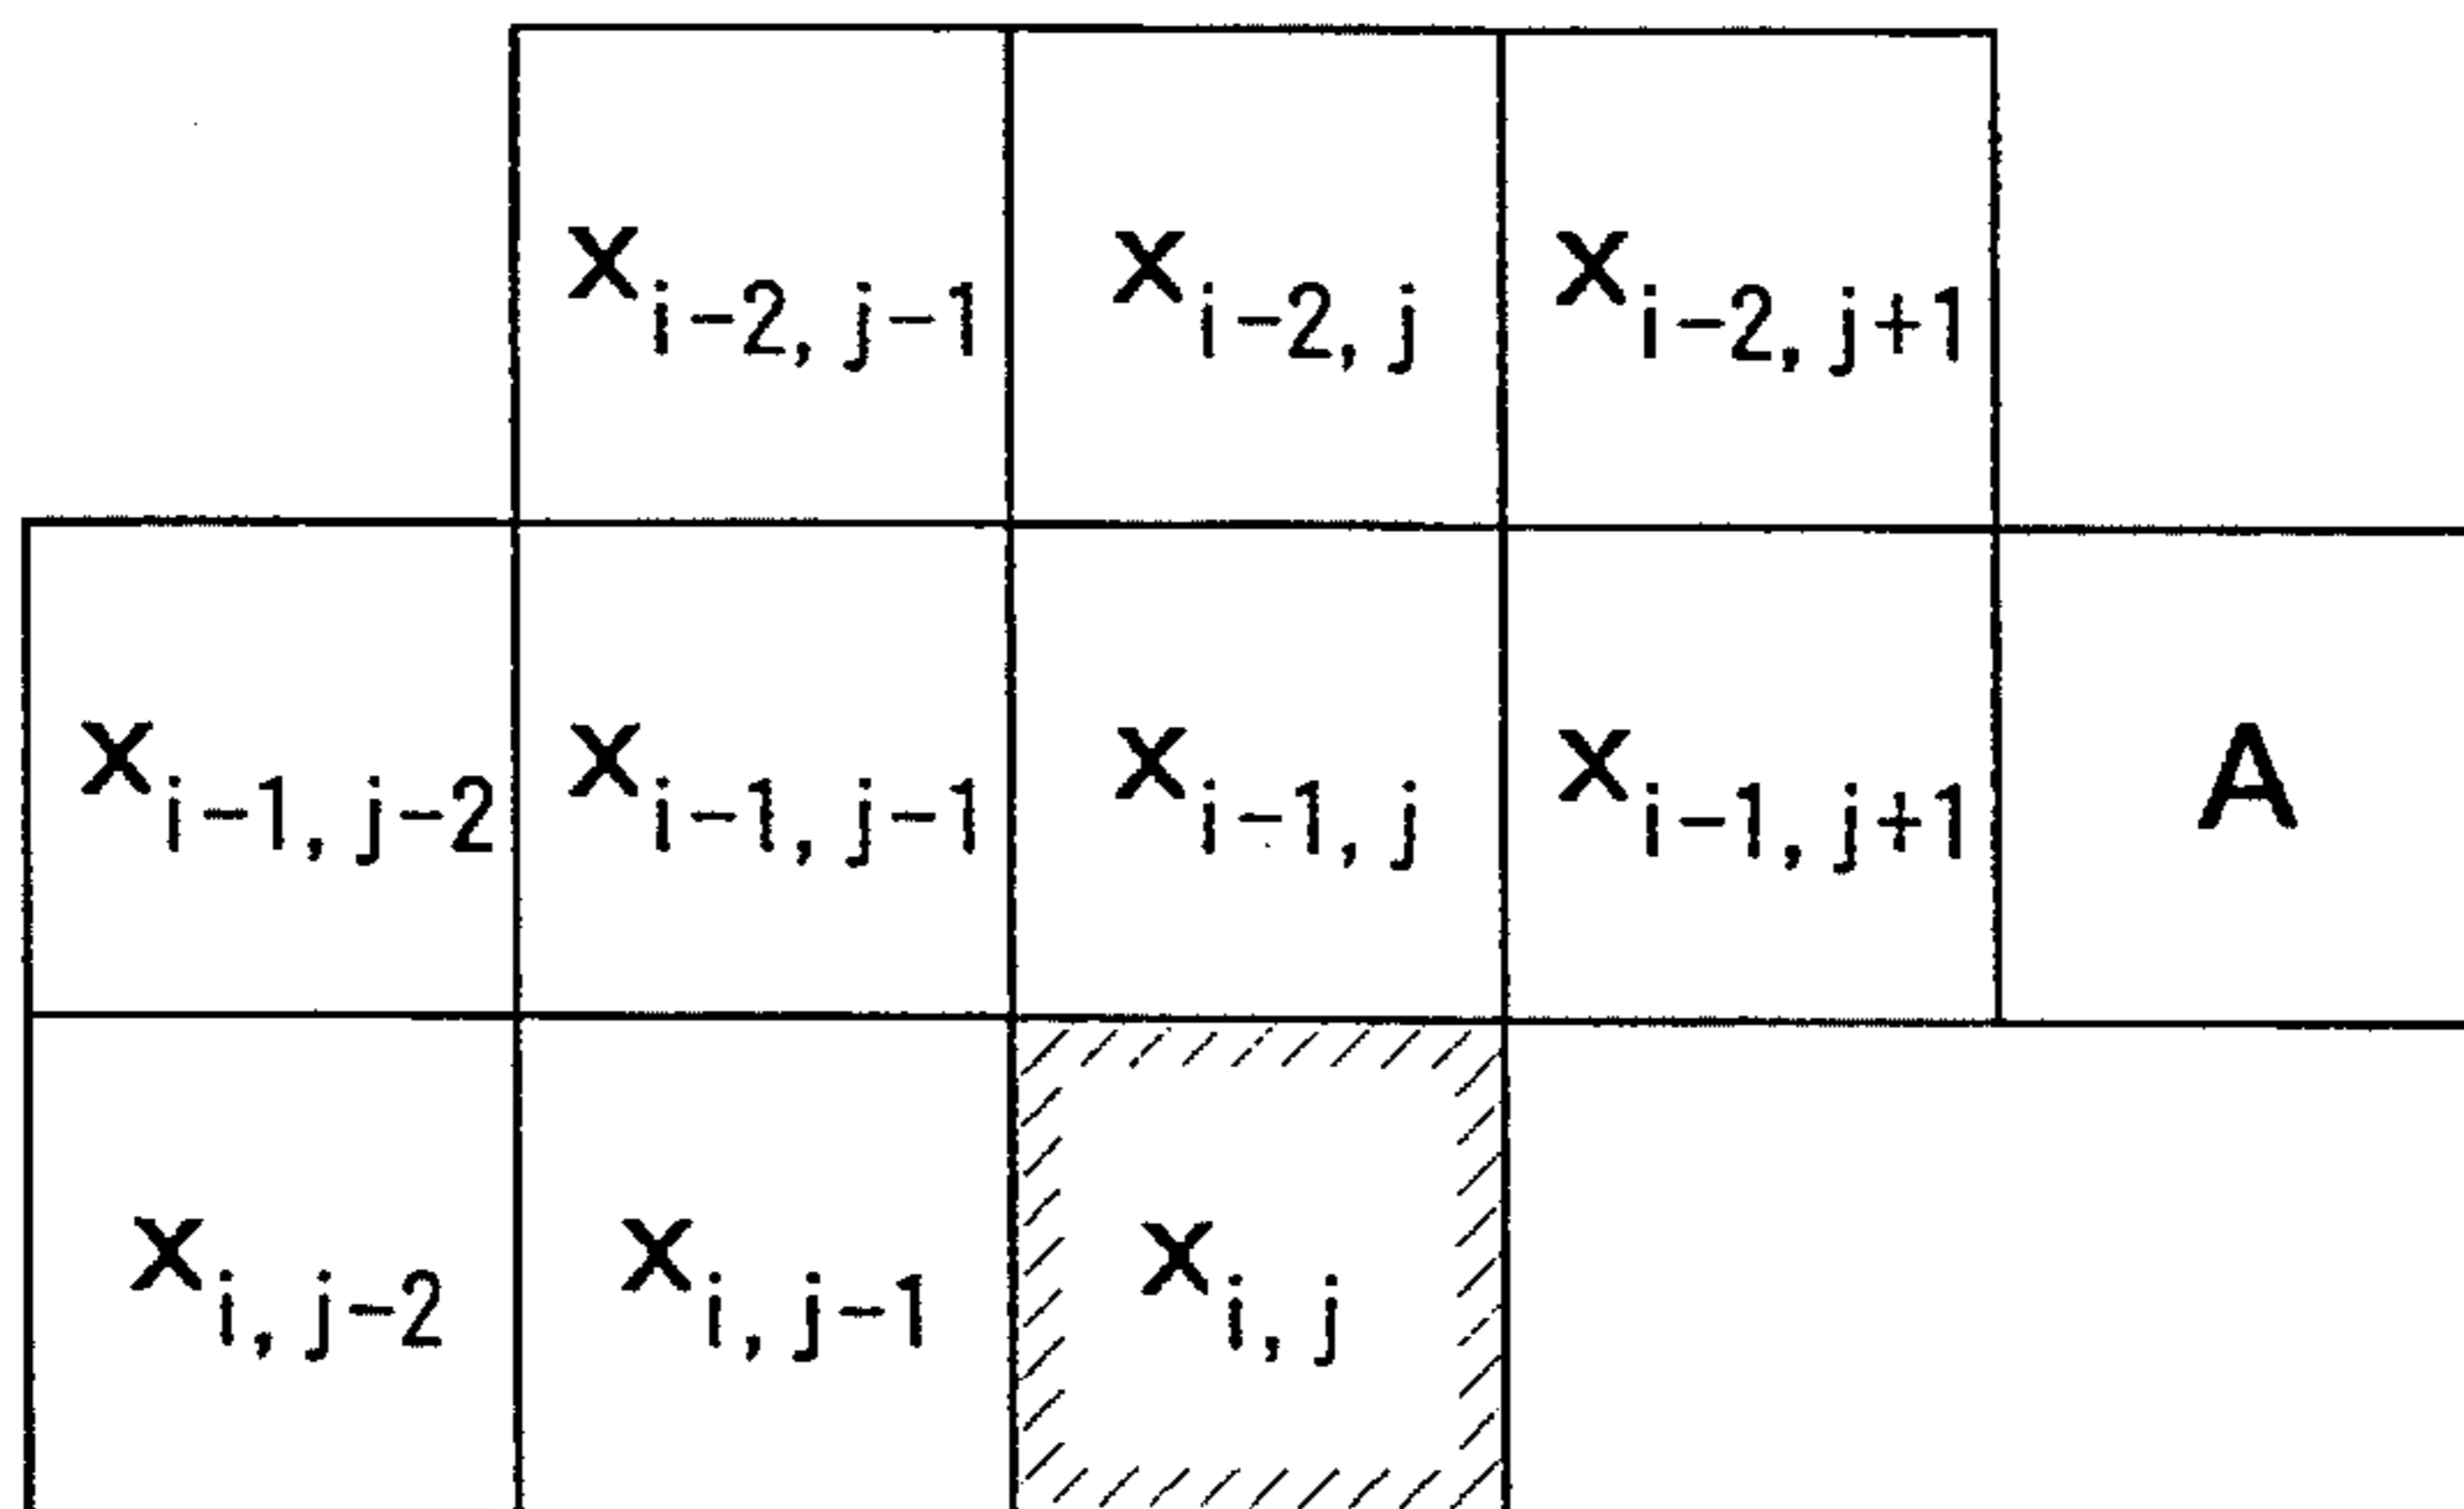 x i-2, j-1 x i-2, j x i-2, j+1
x i-1, j-2 x i-1, j-1 x i-1, j x i-1, j+1 A
x i, j-2 x i, j-1 x i, j